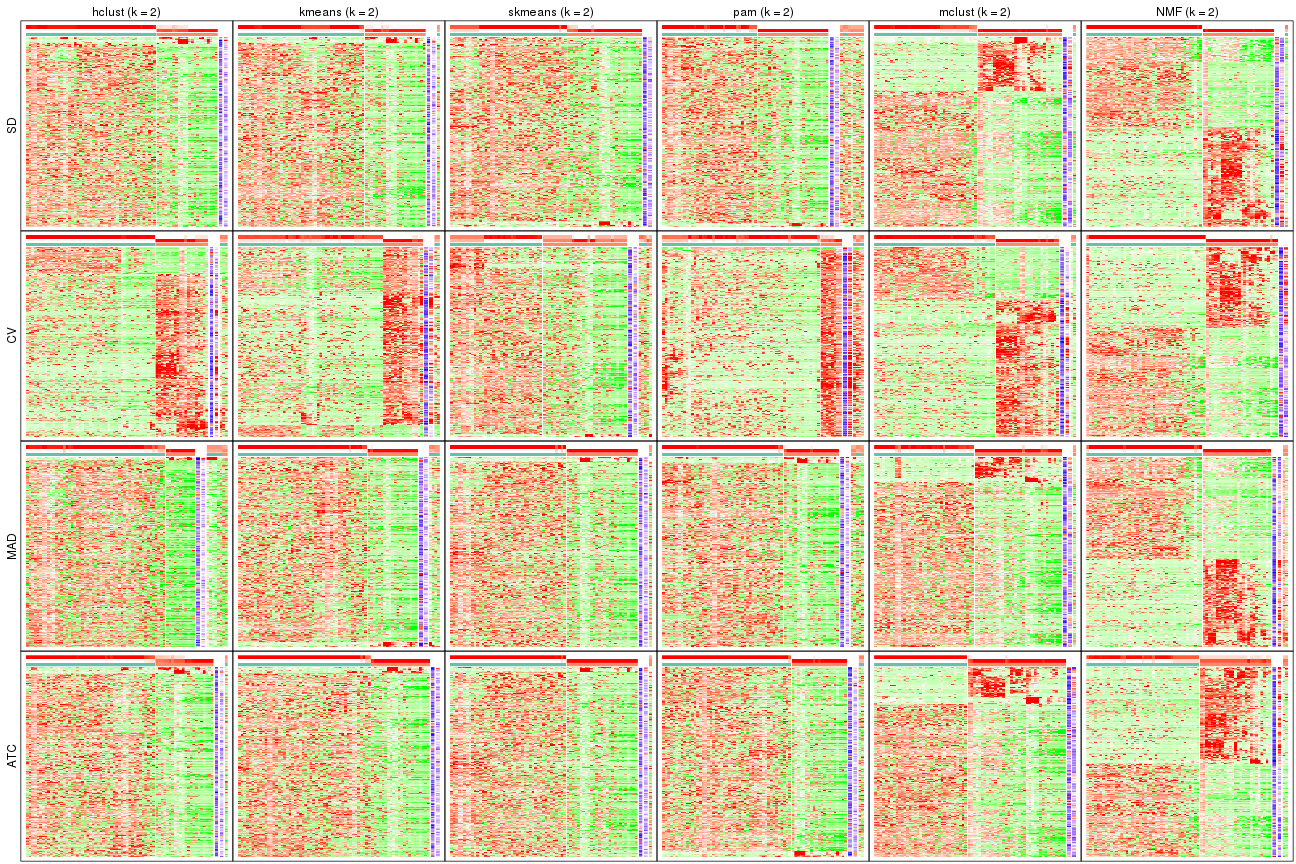 hclust (k = 2) kmeans (k = 2) skmeans (k = 2) pam (k = 2) mclust (k = 2) NMF (k = 2)
SD
CV
MAD
ATC